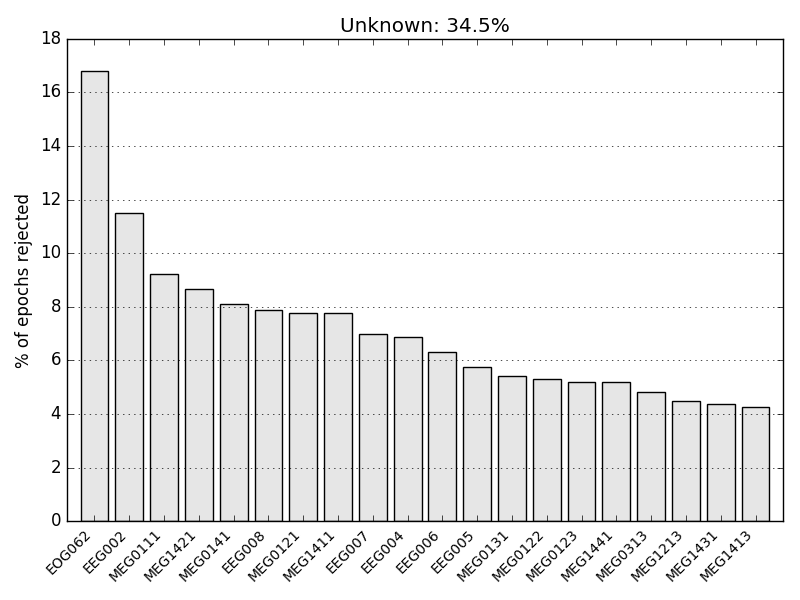 Unknown: 34.5%
% of epochs rejected
18
16
14
12
10
8
6
4
2
0
EOG062
EEG002
MEG0111
MEG1421
MEG0141
EEG008
MEG0121
MEG1411
EEG007
EEG004
EEG006
EEG005
MEG0131
MEG0122
MEG0123
MEG1441
MEG0313
MEG1213
MEG1431
MEG1413